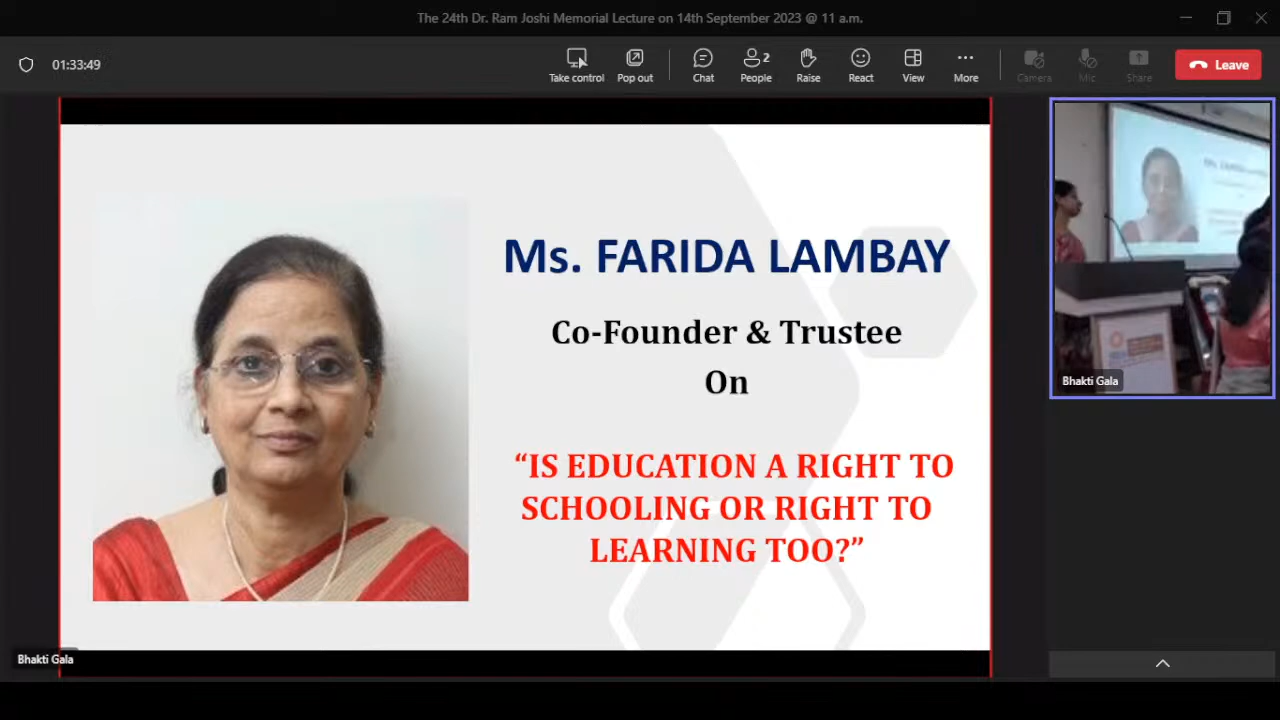 The 24th Dr. Ram Joshi Memorial Lecture on 14th September 2023 @ 11 a.m.
01:33:49
Take control
Pop out
Chat
2
People
Raise
React
View
More
Camera
Mic
Share
Leave
Ms. FARIDA LAMBAY
Co-Founder & Trustee
On
“IS EDUCATION A RIGHT TO
SCHOOLING OR RIGHT TO
LEARNING TOO?”
Bhakti Gala
Bhakti Gala